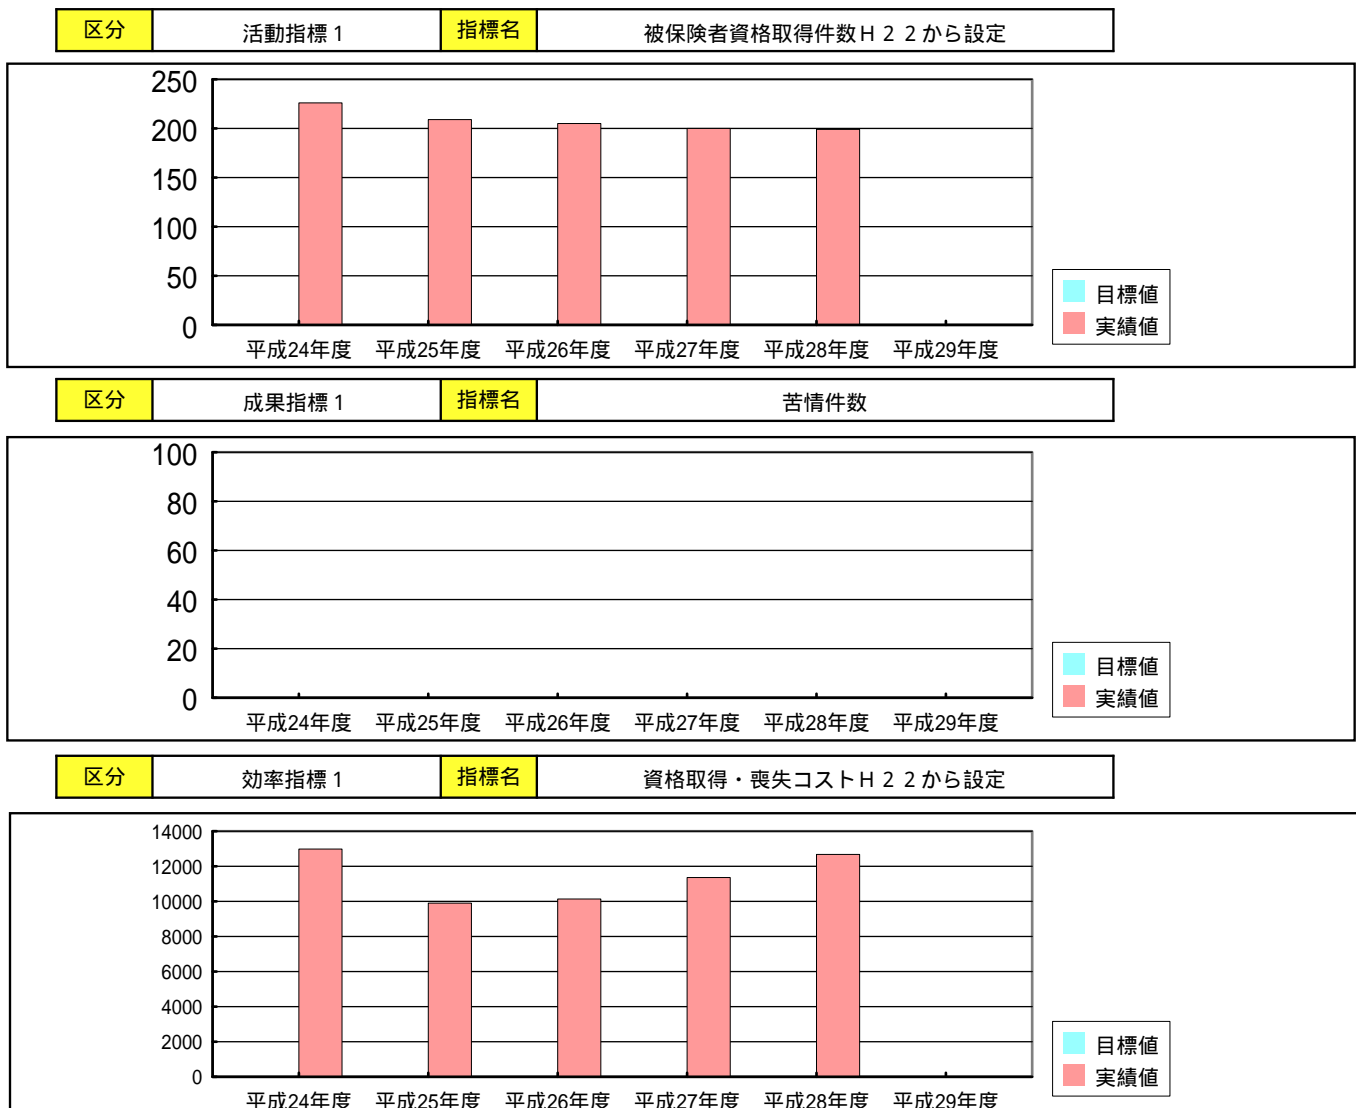 区分 活動指標1 指標名 被保険者資格取得件数H22から設定
250
200
150
100
50
0
平成24年度 平成25年度 平成26年度 平成27年度 平成28年度 平成29年度
目標値
実績値
区分 成果指標1 指標名 苦情件数
100
80
60
40
20
0
平成24年度 平成25年度 平成26年度 平成27年度 平成28年度 平成29年度
目標値
実績値
区分 効率指標1 指標名 資格取得・喪失コストH22から設定
14000
12000
10000
8000
6000
4000
2000
0
平成24年度 平成25年度 平成26年度 平成27年度 平成28年度 平成29年度
目標値
実績値